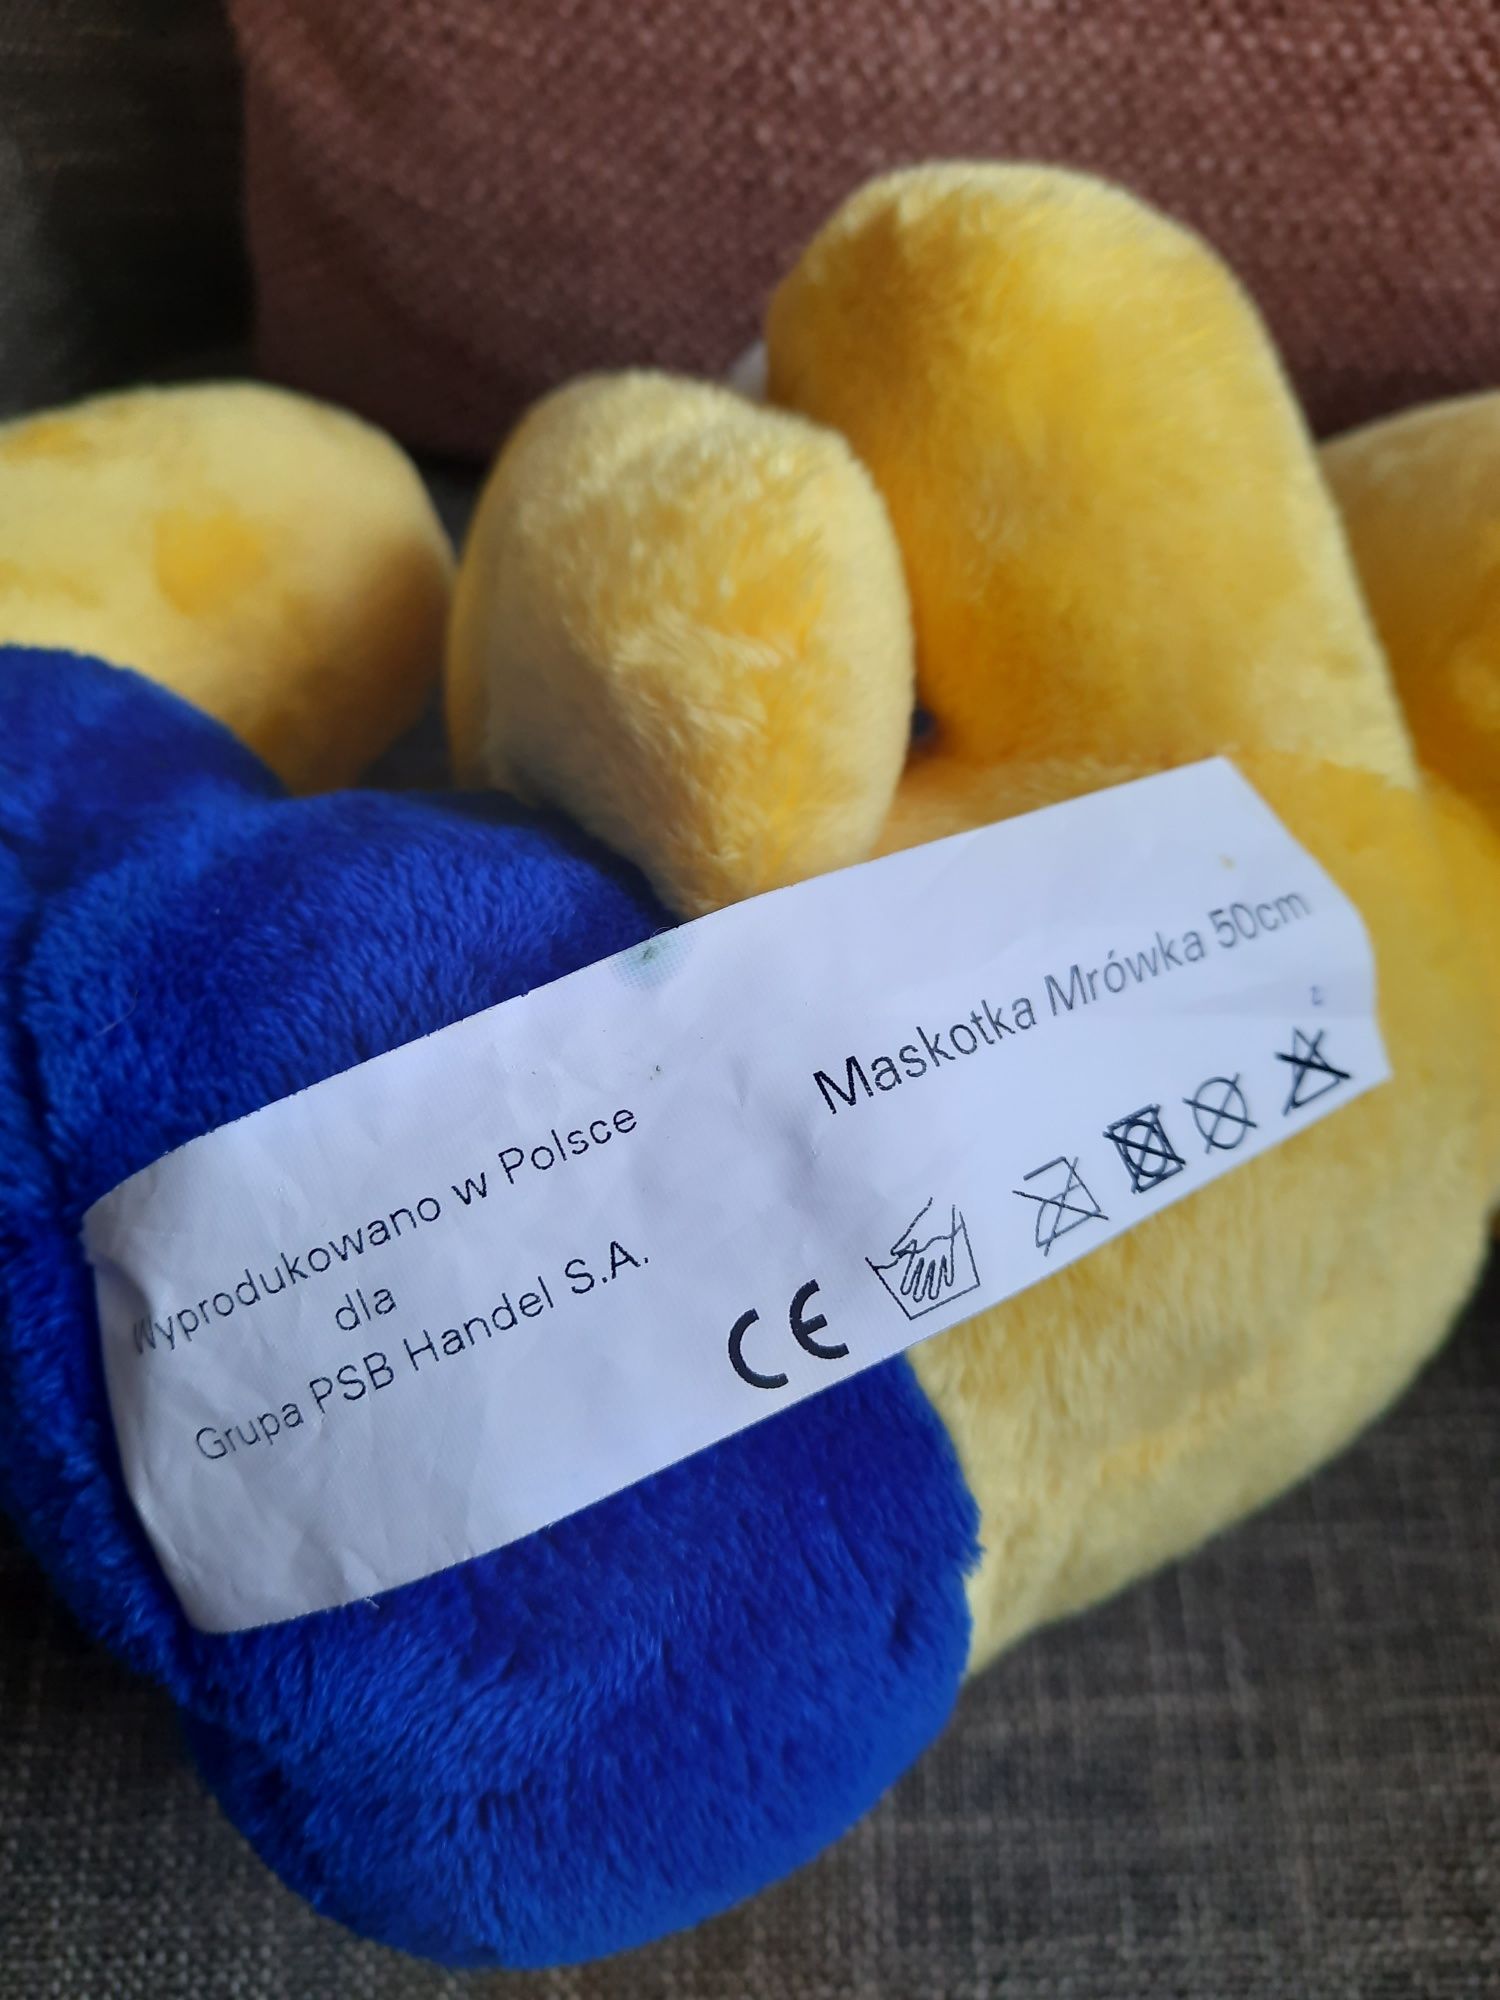 Wyprodukowano w Polsce
dla
Grupa PSB Handel S.A.
Maskotka Mrówka 50cm
CE